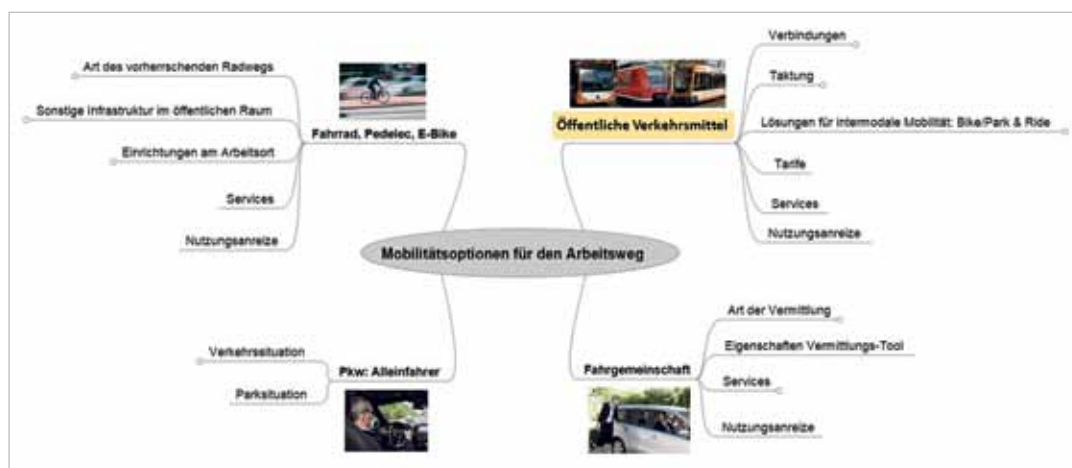 Art des vorherrschenden Radwegs
Sonstige Infrastruktur im öffentlichen Raum
Einrichtungen am Arbeitsort
Services
Nutzungsanreize
Fahrrad, Pedelec, E-Bike
Öffentliche Verkehrsmittel
Verbindungen
Taktung
Lösungen für intermodale Mobilität: Bike/Park & Ride
Tarife
Services
Nutzungsanreize
Mobilitätsoptionen für den Arbeitsweg
Verkehrssituation
Parksituation
Pkw: Alleinfahrer
Fahrgemeinschaft
Art der Vermittlung
Eigenschaften Vermittlungs-Tool
Services
Nutzungsanreize